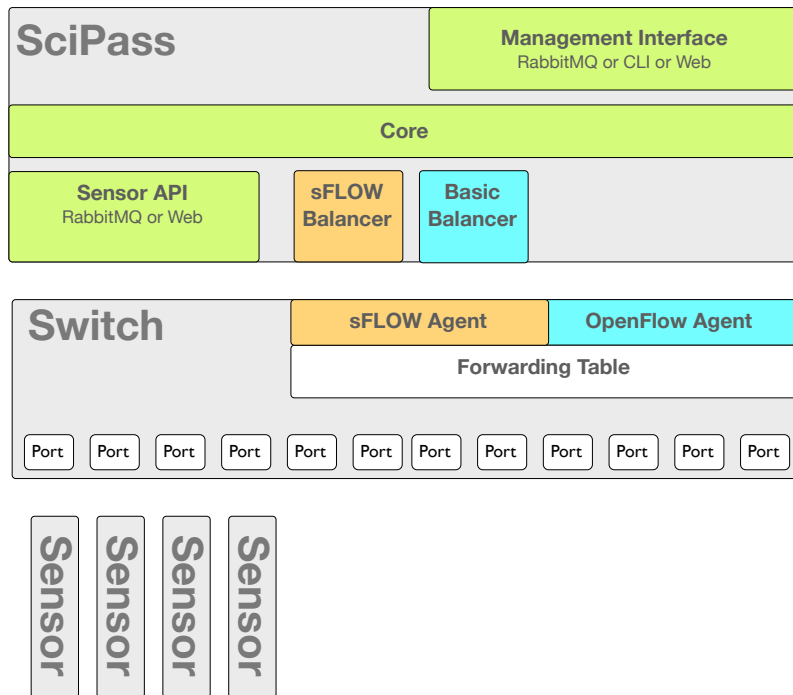 SciPass
Management Interface
RabbitMQ or CLI or Web
Core
Sensor API
RabbitMQ or Web
sFLOW
Balancer
Basic
Balancer
Switch
sFLOW Agent
OpenFlow Agent
Forwarding Table
Port Port Port Port Port Port Port Port Port Port Port Port
Sensor
Sensor
Sensor
Sensor